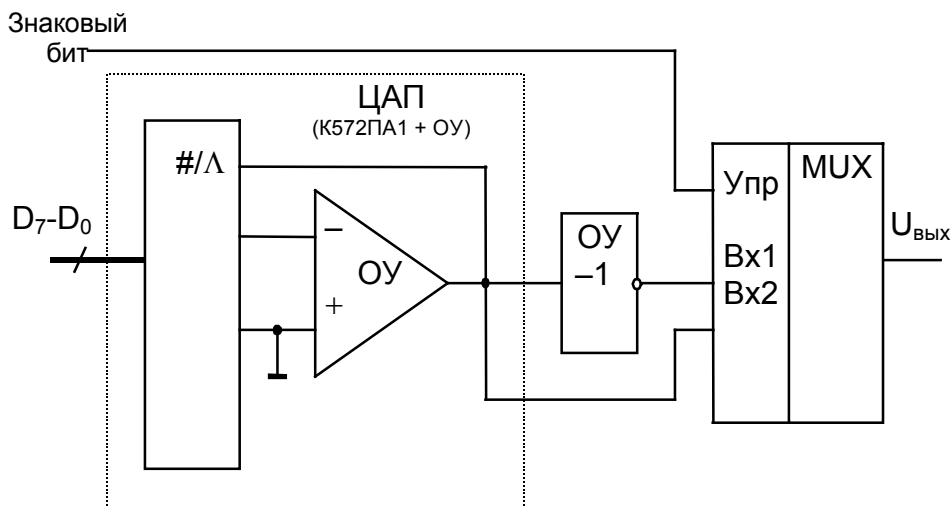 Знаковый
бит
ЦАП
(К572ПА1 + ОУ)
#/Λ
MUX
Упр
D₇-D₀
ОУ
–1
Uвых
–
ОУ
Вх1
Вх2
+